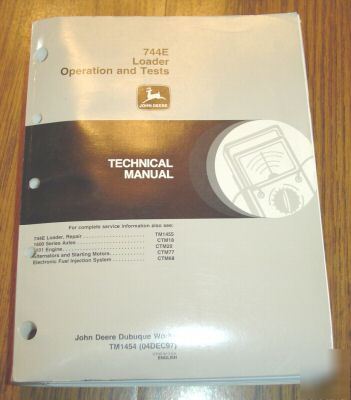 744E
Loader
Operation and Tests
JOHN DEERE
TECHNICAL
MANUAL
For complete service information also see:
744E Loader, Repair . . . . . . . . . . . . . . . . TM1455
1400 Series Axles . . . . . . . . . . . . . . . . CTM18
6101 Engine . . . . . . . . . . . . . . . .
Alternators and Starting Motors. . . . . . . . . CTM77
Electronic Fuel Injection System . . . . . . . . . CTM68
John Deere Dubuque Works
TM1454 (04DEC97)
ENGLISH